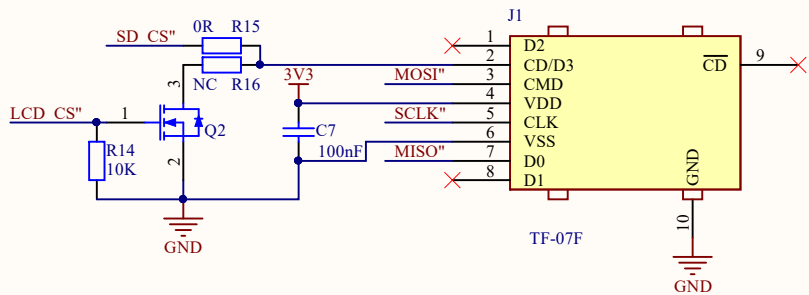 J1
SD_CS"
0R
R15
NC
R16
3
LCD_CS"
1
Q2
2
R14
10K
GND
3V3
C7
100nF
MOSI"
SCLK"
MISO"
1 D2
2 CD/D3
3 CMD
4 VDD
5 CLK
6 VSS
7 D0
8 D1
CD 9
GND
10
TF-07F
GND